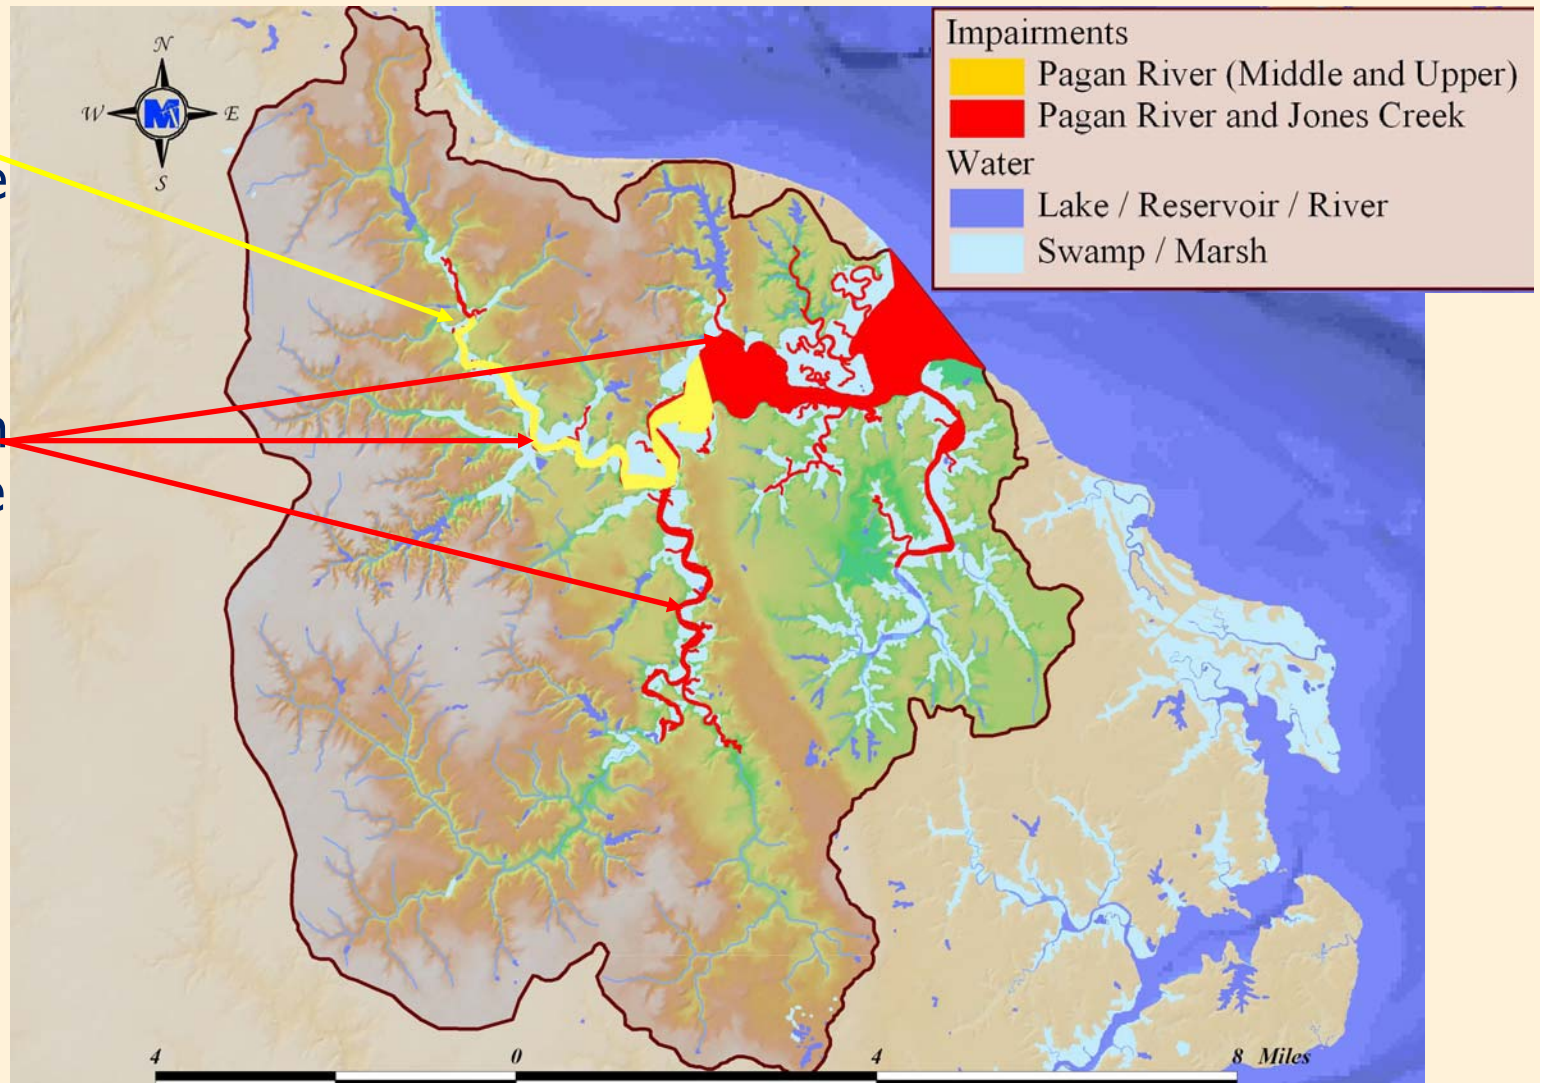 N
W E
S
Impairments
Pagan River (Middle and Upper)
Pagan River and Jones Creek
Water
Lake / Reservoir / River
Swamp / Marsh
4 0 4 8 Miles